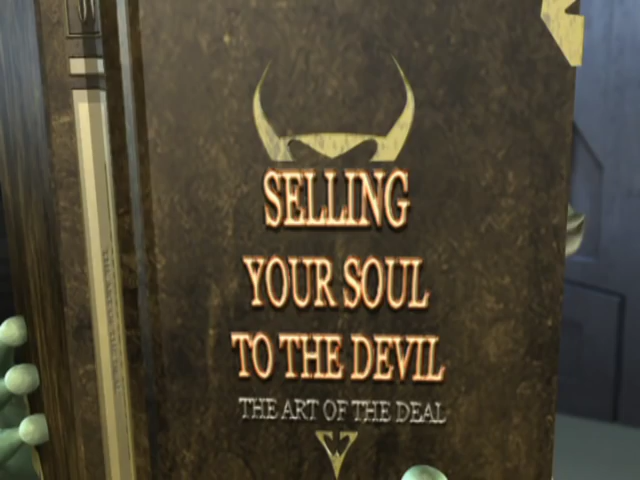 SELLING
YOUR SOUL
TO THE DEVIL
THE ART OF THE DEAL